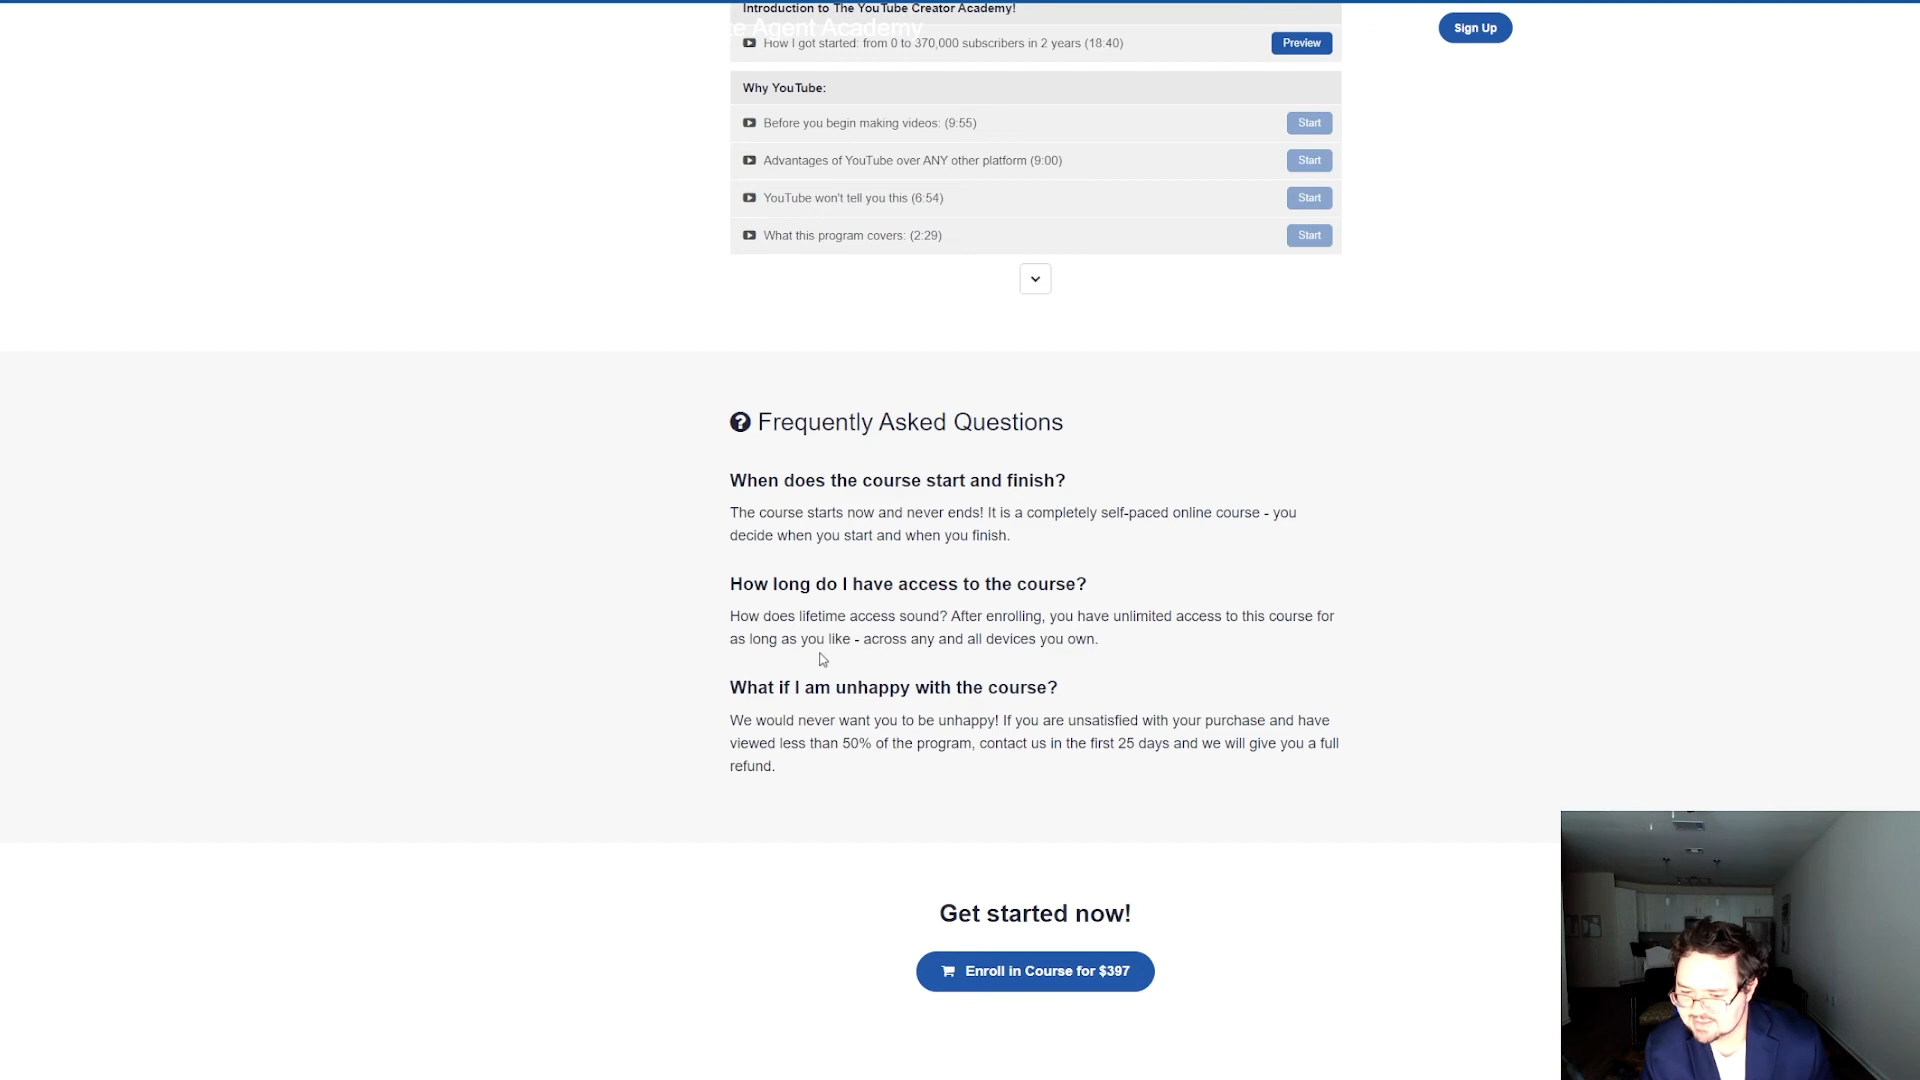 Introduction to The YouTube Creator Academy!
Agent Academy
Sign Up
How I got started: from 0 to 370,000 subscribers in 2 years (18:40)
Preview
Why YouTube:
Before you begin making videos: (9:55)
Start
Advantages of YouTube over ANY other platform (9:00)
Start
YouTube won't tell you this (6:54)
Start
What this program covers: (2:29)
Start
Frequently Asked Questions
When does the course start and finish?
The course starts now and never ends! It is a completely self-paced online course - you
decide when you start and when you finish.
How long do I have access to the course?
How does lifetime access sound? After enrolling, you have unlimited access to this course for
as long as you like - across any and all devices you own.
What if I am unhappy with the course?
We would never want you to be unhappy! If you are unsatisfied with your purchase and have
viewed less than 50% of the program, contact us in the first 25 days and we will give you a full
refund.
Get started now!
Enroll in Course for $397